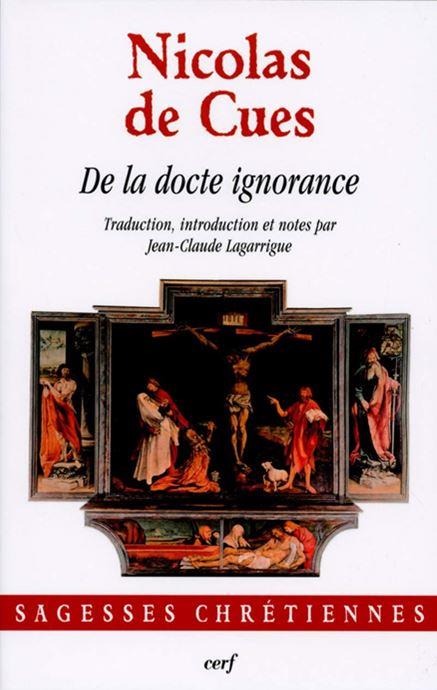 Nicolas
de Cues
De la docte ignorance
Traduction, introduction et notes par
Jean-Claude Lagarrigue
SAGESSES CHRÉTIENNES
cerf